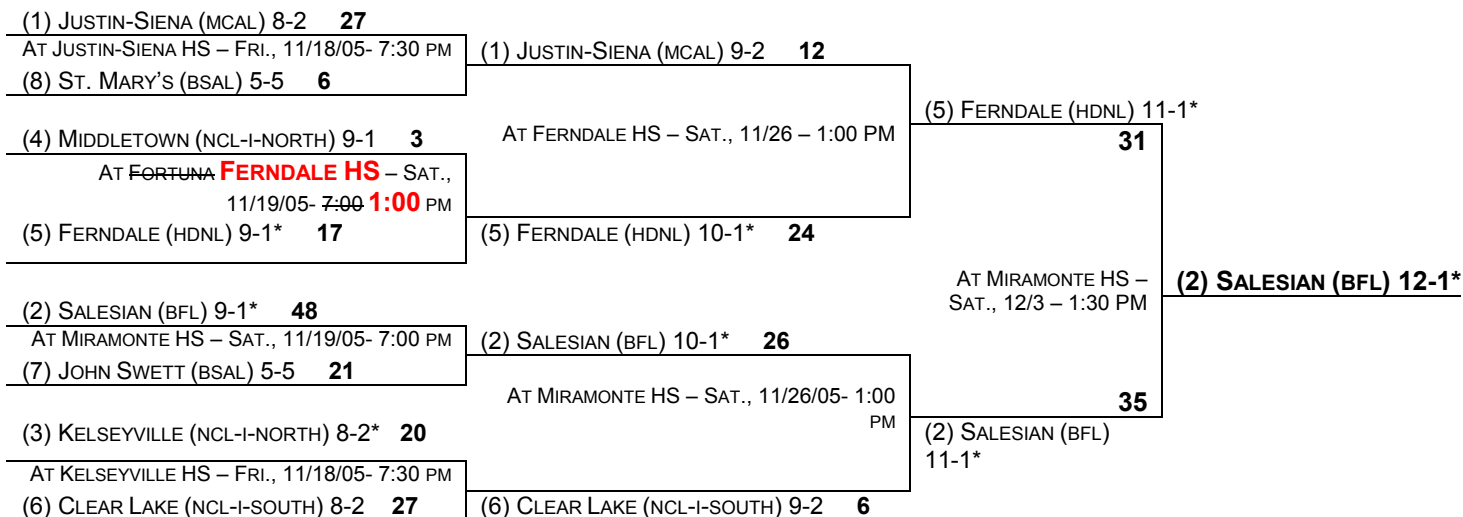 (1) JUSTIN-SIENA (MCAL) 8-2 27
AT JUSTIN-SIENA HS – FRI., 11/18/05- 7:30 PM
(8) ST. MARY'S (BSAL) 5-5 6
(4) MIDDLETOWN (NCL-I-NORTH) 9-1 3
AT FORTUNA FERNDALE HS – SAT.,
11/19/05- 7:00 1:00 PM
(5) FERNDALE (HDNL) 9-1* 17
(2) SALESIAN (BFL) 9-1* 48
AT MIRAMONTE HS – SAT., 11/19/05- 7:00 PM
(7) JOHN SWETT (BSAL) 5-5 21
(3) KELSEYVILLE (NCL-I-NORTH) 8-2* 20
AT KELSEYVILLE HS – FRI., 11/18/05- 7:30 PM
(6) CLEAR LAKE (NCL-I-SOUTH) 8-2 27
(1) JUSTIN-SIENA (MCAL) 9-2 12
AT FERNDALE HS – SAT., 11/26 – 1:00 PM
(5) FERNDALE (HDNL) 10-1* 24
(2) SALESIAN (BFL) 10-1* 26
AT MIRAMONTE HS – SAT., 11/26/05- 1:00
PM
(6) CLEAR LAKE (NCL-I-SOUTH) 9-2 6
(5) FERNDALE (HDNL) 11-1*
31
AT MIRAMONTE HS –
SAT., 12/3 – 1:30 PM
35
(2) SALESIAN (BFL)
11-1*
(2) SALESIAN (BFL) 12-1*